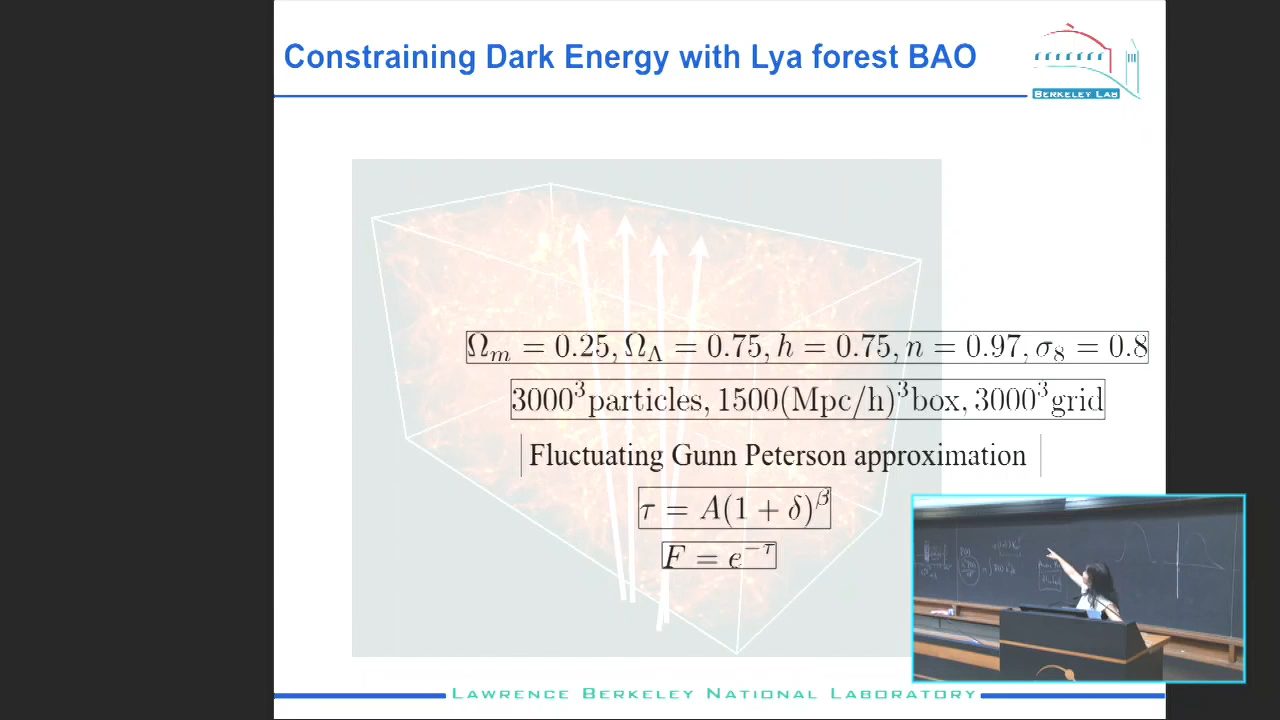 Constraining Dark Energy with Lya forest BAO
BERKELEY LAB
Ωₘ = 0.25, Ω_Λ = 0.75, h = 0.75, n = 0.97, σ₈ = 0.8
3000³particles, 1500(Mpc/h)³box, 3000³grid
Fluctuating Gunn Peterson approximation
τ = A(1 + δ)^β
F = e^{−τ}
LAWRENCE BERKELEY NATIONAL LABORATORY